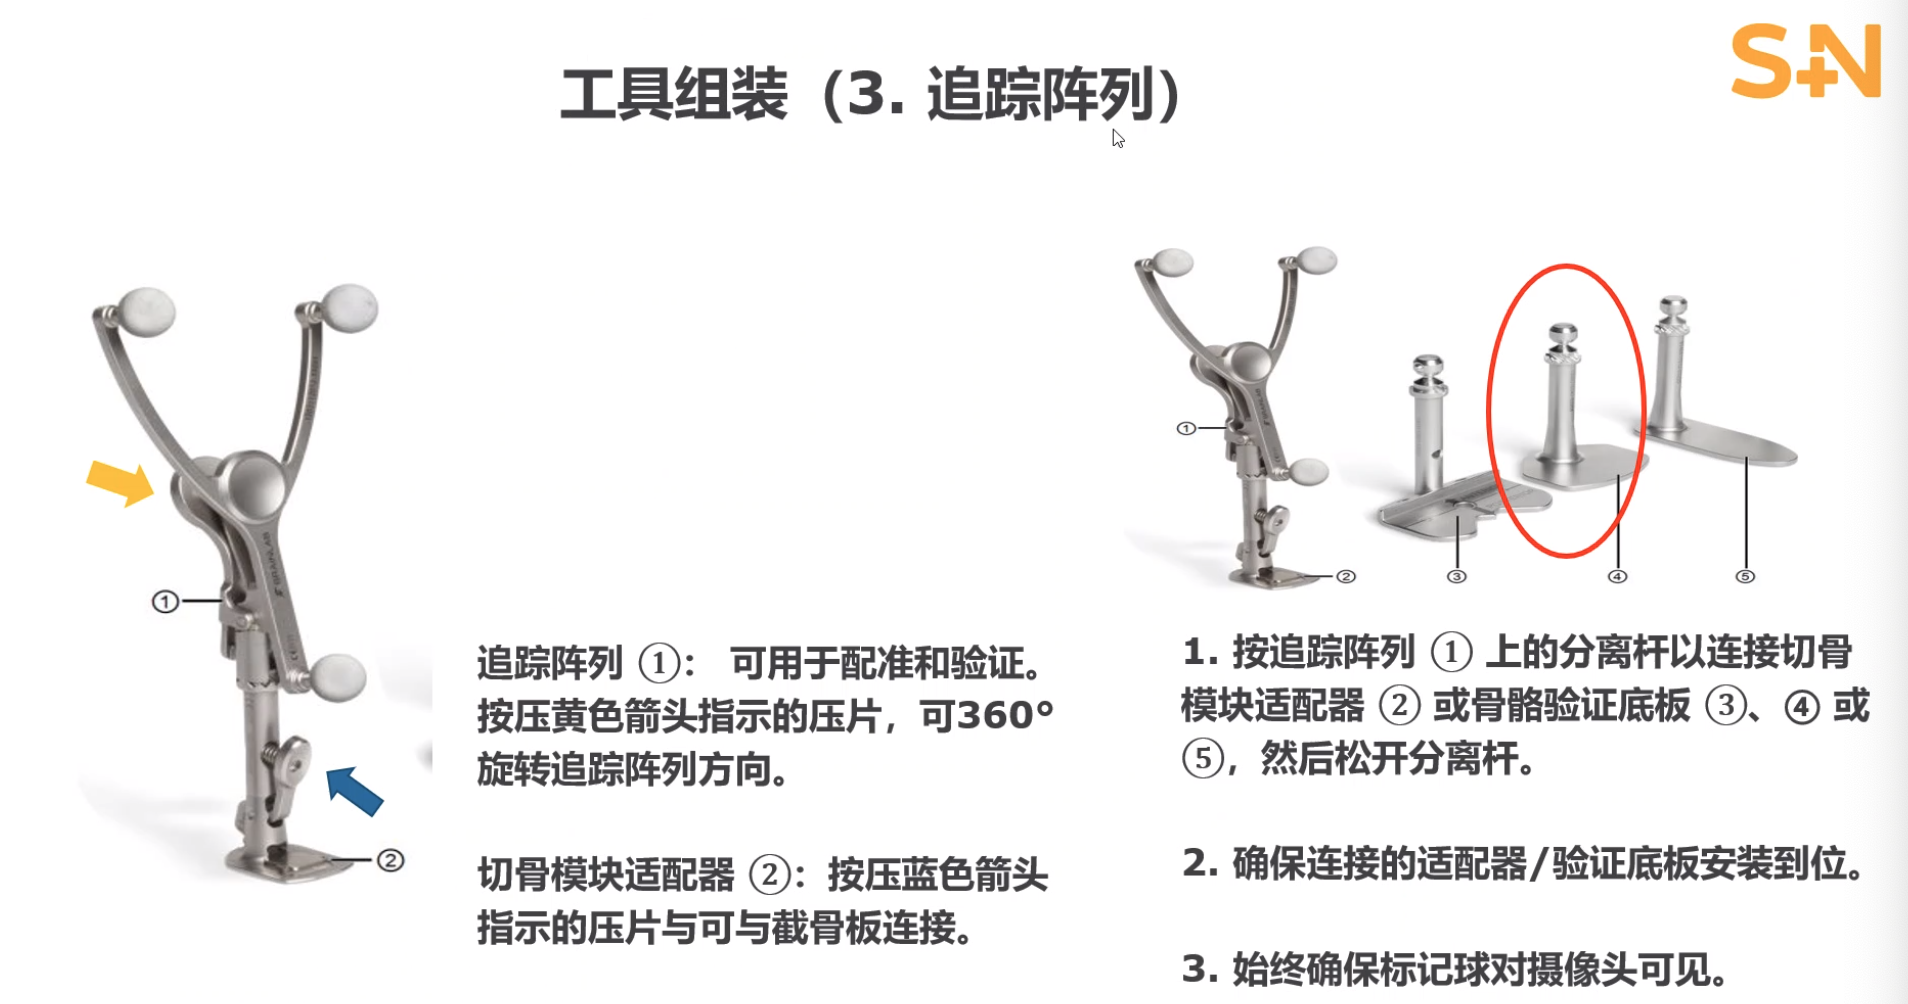 S+N
工具组装（3. 追踪阵列）
BRAINLAB
①
②
追踪阵列 ①： 可用于配准和验证。
按压黄色箭头指示的压片，可360°
旋转追踪阵列方向。
切骨模块适配器 ②：按压蓝色箭头
指示的压片与可与截骨板连接。
①
②
③
④
⑤
1. 按追踪阵列 ① 上的分离杆以连接切骨
模块适配器 ② 或骨骼验证底板 ③、④ 或
⑤，然后松开分离杆。
2. 确保连接的适配器/验证底板安装到位。
3. 始终确保标记球对摄像头可见。